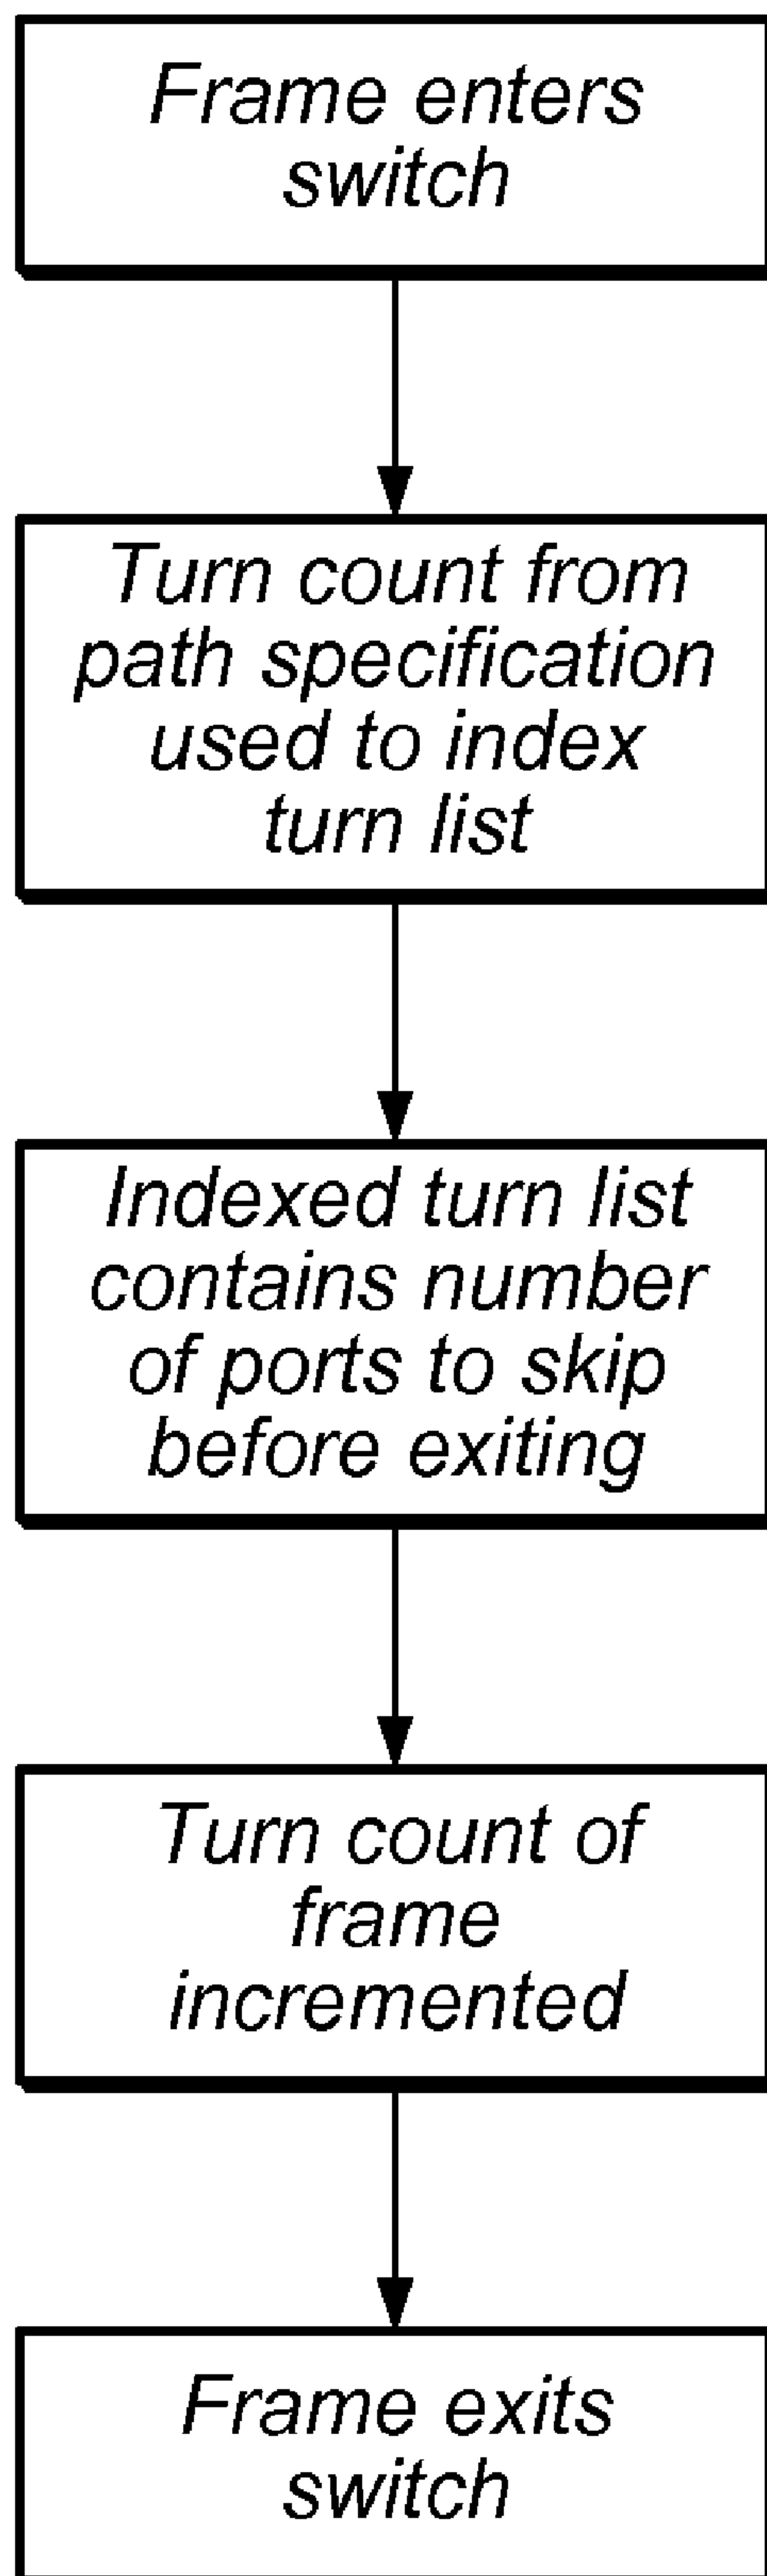 Frame enters
switch
Turn count from
path specification
used to index
turn list
Indexed turn list
contains number
of ports to skip
before exiting
Turn count of
frame
incremented
Frame exits
switch